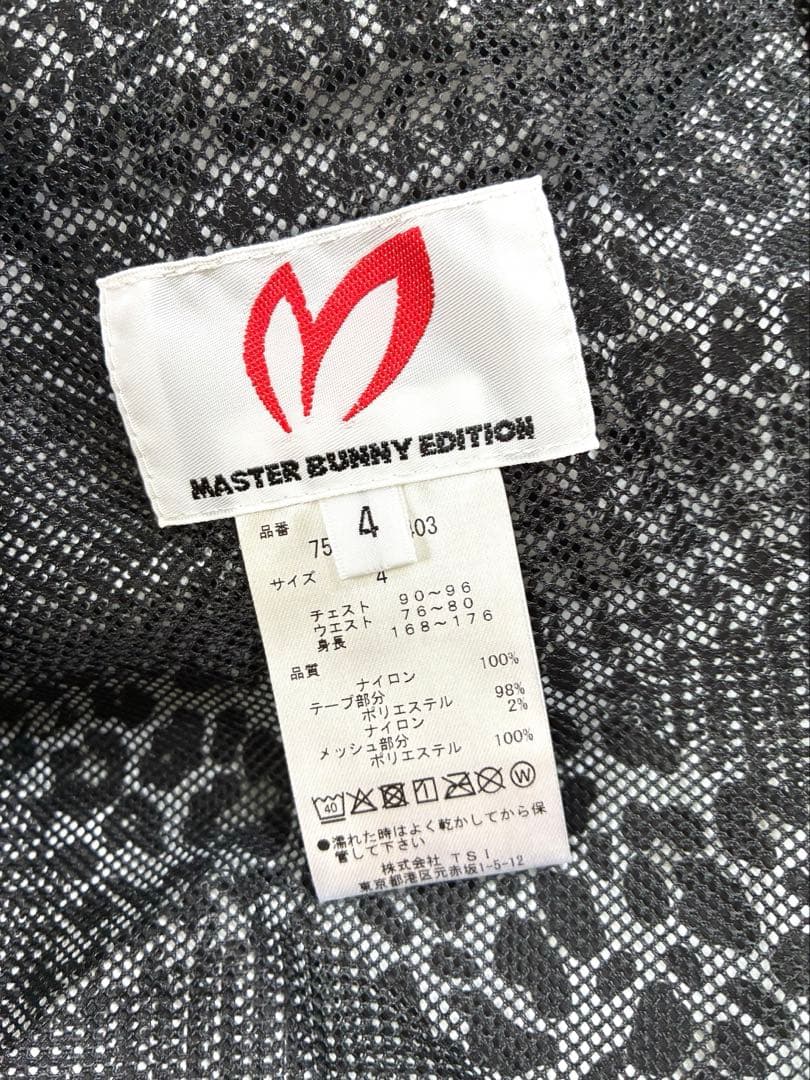 MASTER BUNNY EDITION
4
品番
75 403
サイズ 4
チェスト 90～96
ウエスト 76～80
身長 168～176
品質
ナイロン 100%
テープ部分
ポリエステル 98%
ナイロン 2%
メッシュ部分
ポリエステル 100%
40
W
●濡れた時はよく乾かしてから保
管して下さい
株式会社 TSI
東京都港区元赤坂1-5-12